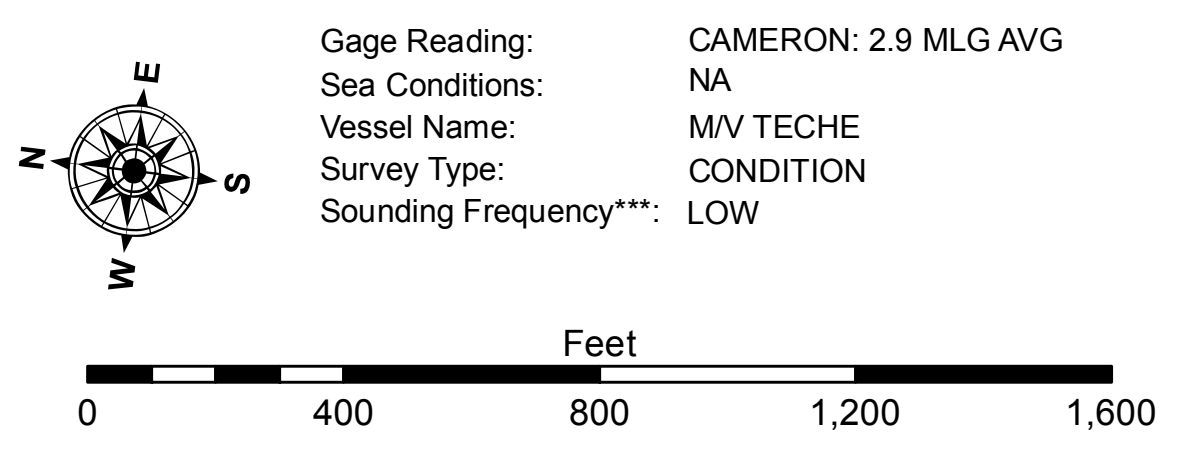 E
N
S
W
Gage Reading: CAMERON: 2.9 MLG AVG
Sea Conditions: NA
Vessel Name: M/V TECHE
Survey Type: CONDITION
Sounding Frequency***: LOW
Feet
0 400 800 1,200 1,600